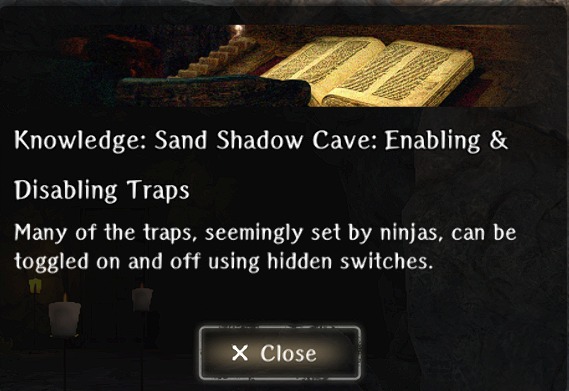 Knowledge: Sand Shadow Cave: Enabling &
Disabling Traps
Many of the traps, seemingly set by ninjas, can be
toggled on and off using hidden switches.
✕ Close